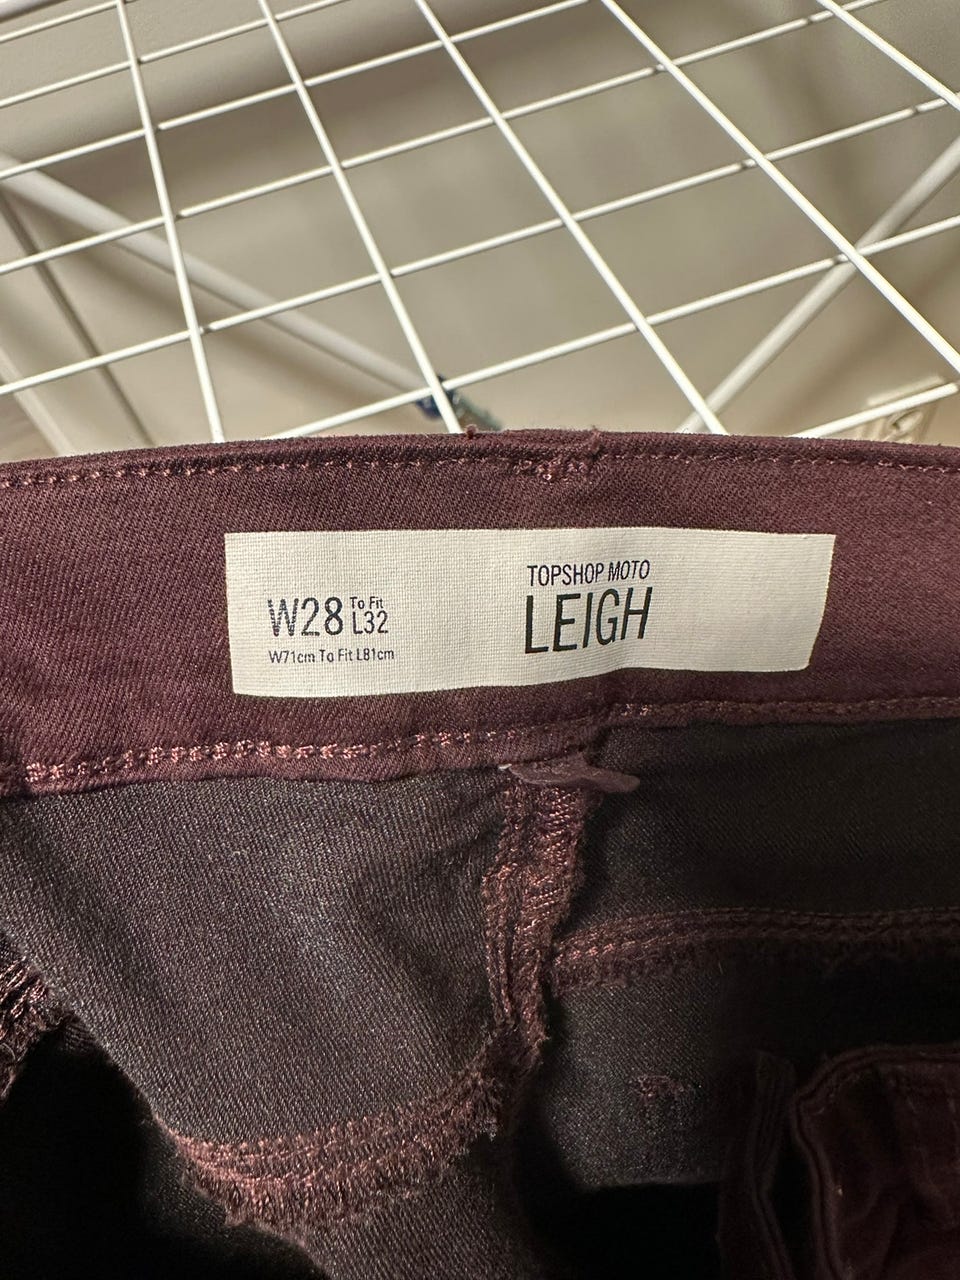 W28 To Fit L32
W71cm To Fit L81cm
TOPSHOP MOTO
LEIGH